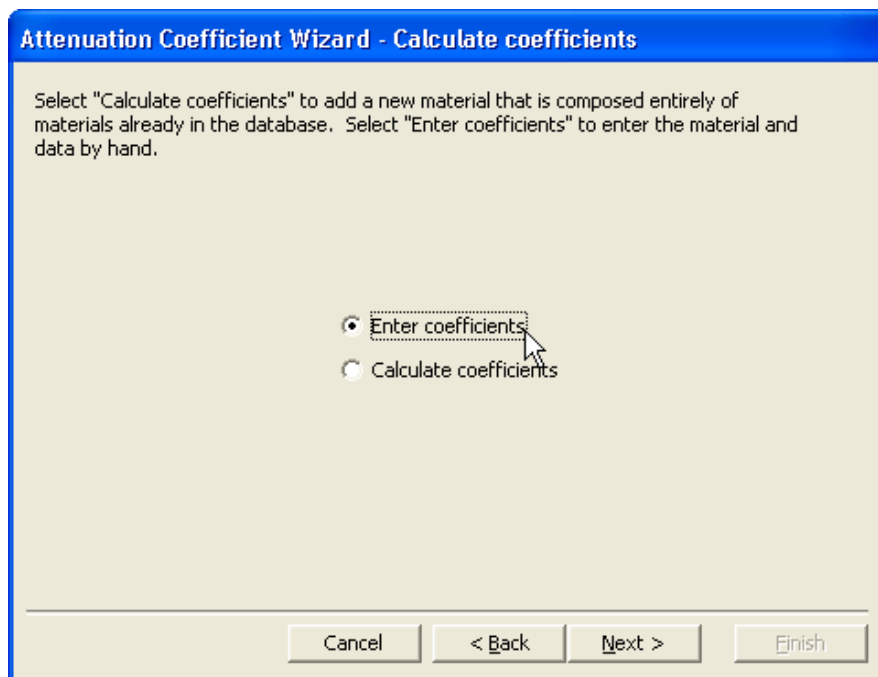 Attenuation Coefficient Wizard - Calculate coefficients
Select "Calculate coefficients" to add a new material that is composed entirely of
materials already in the database.  Select "Enter coefficients" to enter the material and
data by hand.
Enter coefficients
Calculate coefficients
Cancel
< Back
Next >
Finish